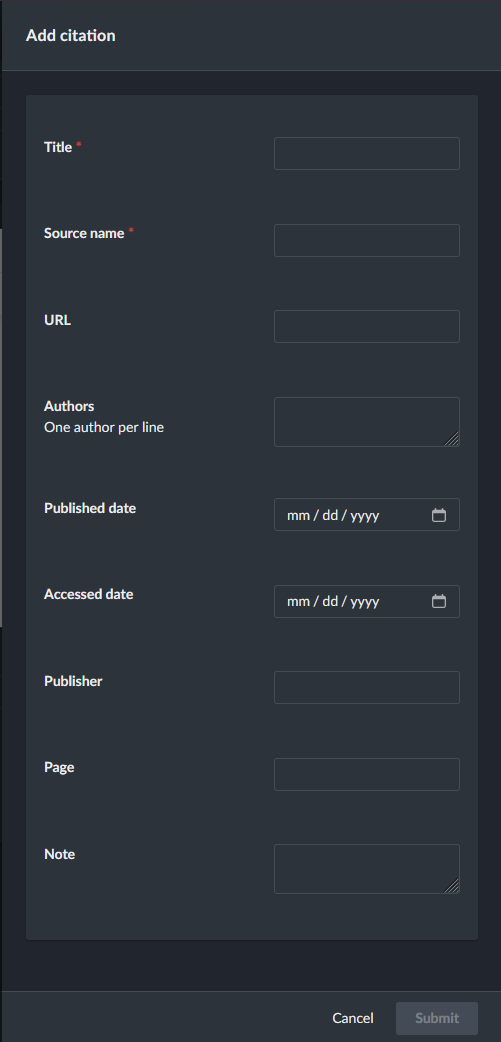 Add citation
Title *
Source name *
URL
Authors
One author per line
Published date
mm / dd / yyyy
Accessed date
mm / dd / yyyy
Publisher
Page
Note
Cancel
Submit